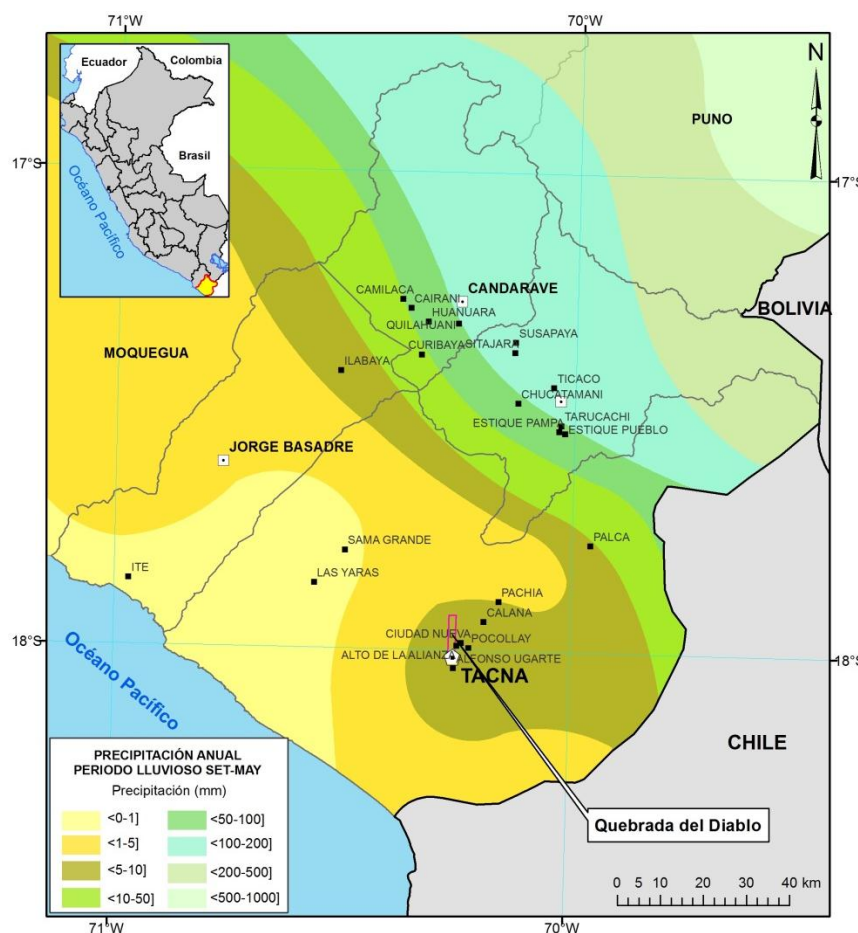 71°W
70°W
Ecuador
Colombia
Brasil
Océano Pacífico
N
PUNO
17°S
17°S
CAMILACA
CAIRANI
CANDARAVE
HUANUARA
QUILAHUANI
BOLIVIA
SUSAPAYA
CURIBAYA
SITAJARA
MOQUEGUA
ILABAYA
TICACO
CHUCATAMANI
TARUCACHI
ESTIQUE PAMPA
ESTIQUE PUEBLO
JORGE BASADRE
SAMA GRANDE
PALCA
ITE
LAS YARAS
PACHIA
CALANA
CIUDAD NUEVA
POCOLLAY
18°S
18°S
ALTO DE LA ALIANZA
ALFONSO UGARTE
TACNA
Océano Pacífico
CHILE
PRECIPITACIÓN ANUAL
PERIODO LLUVIOSO SET-MAY
Precipitación (mm)
<0-1]
<1-5]
<5-10]
<10-50]
<50-100]
<100-200]
<200-500]
<500-1000]
Quebrada del Diablo
0 5 10 20 30 40 km
71°W
70°W